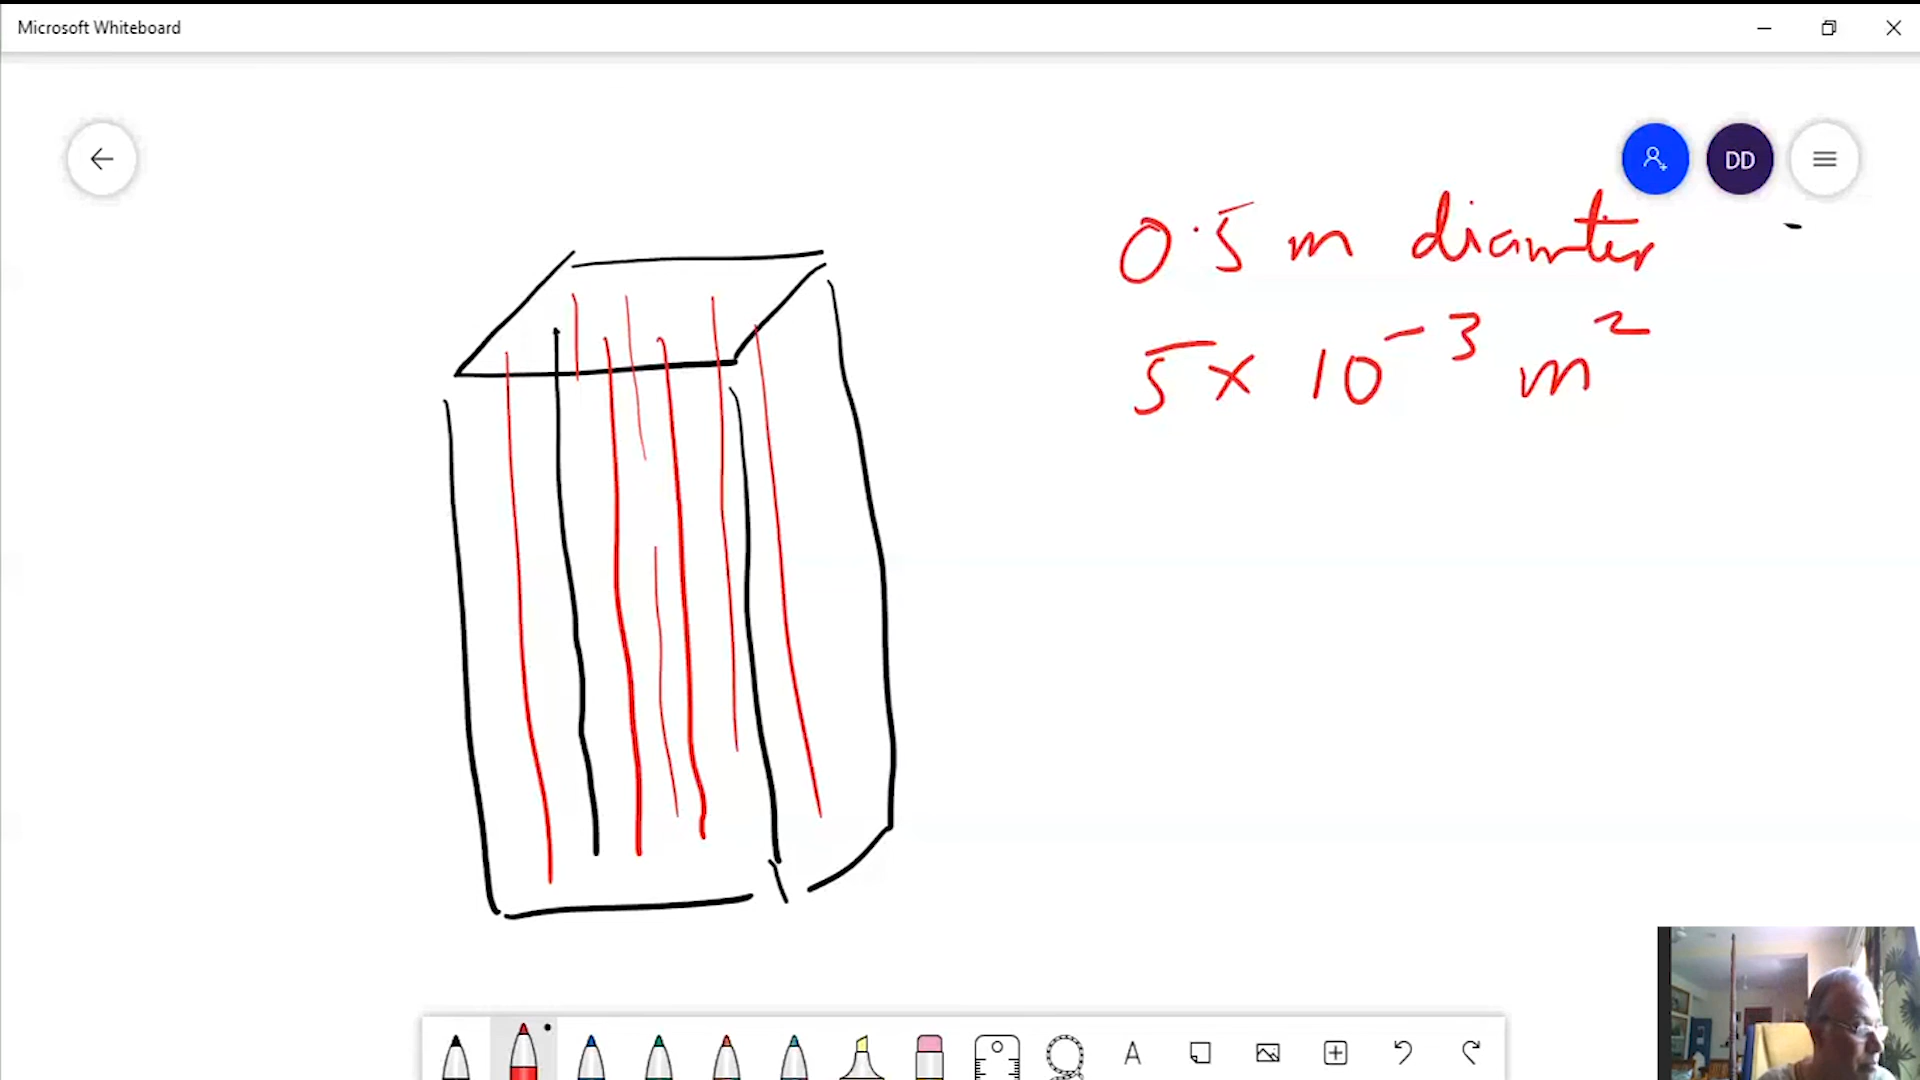 Microsoft Whiteboard
DD
0.5 m diamter
5 x 10⁻³ m²
A